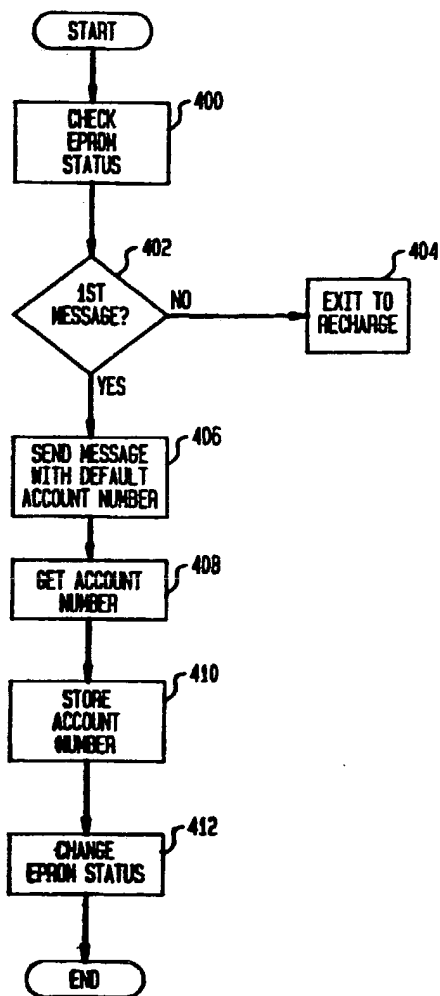 START
400
CHECK
EPROM
STATUS
402
1ST
MESSAGE?
NO
404
EXIT TO
RECHARGE
YES
406
SEND MESSAGE
WITH DEFAULT
ACCOUNT NUMBER
408
GET ACCOUNT
NUMBER
410
STORE
ACCOUNT
NUMBER
412
CHANGE
EPROM STATUS
END